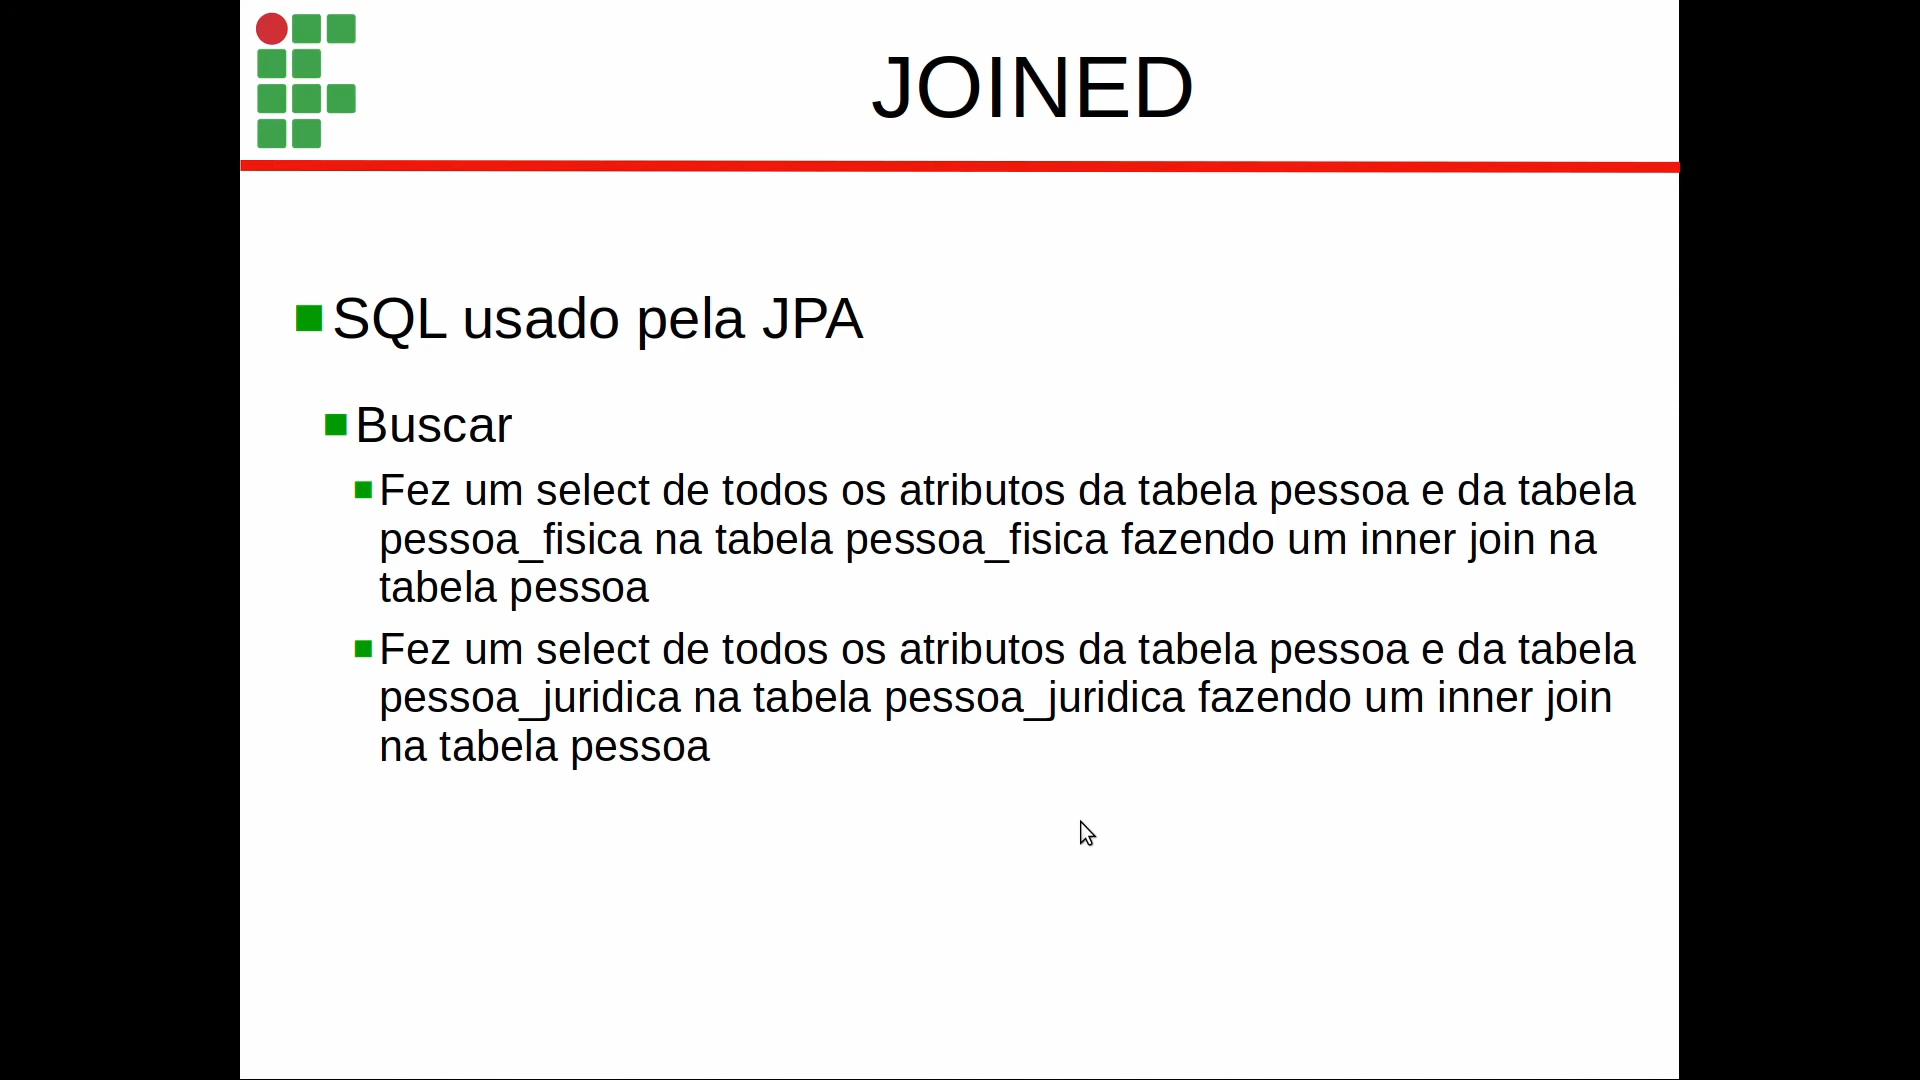 JOINED
SQL usado pela JPA
Buscar
Fez um select de todos os atributos da tabela pessoa e da tabela
pessoa_fisica na tabela pessoa_fisica fazendo um inner join na
tabela pessoa
Fez um select de todos os atributos da tabela pessoa e da tabela
pessoa_juridica na tabela pessoa_juridica fazendo um inner join
na tabela pessoa